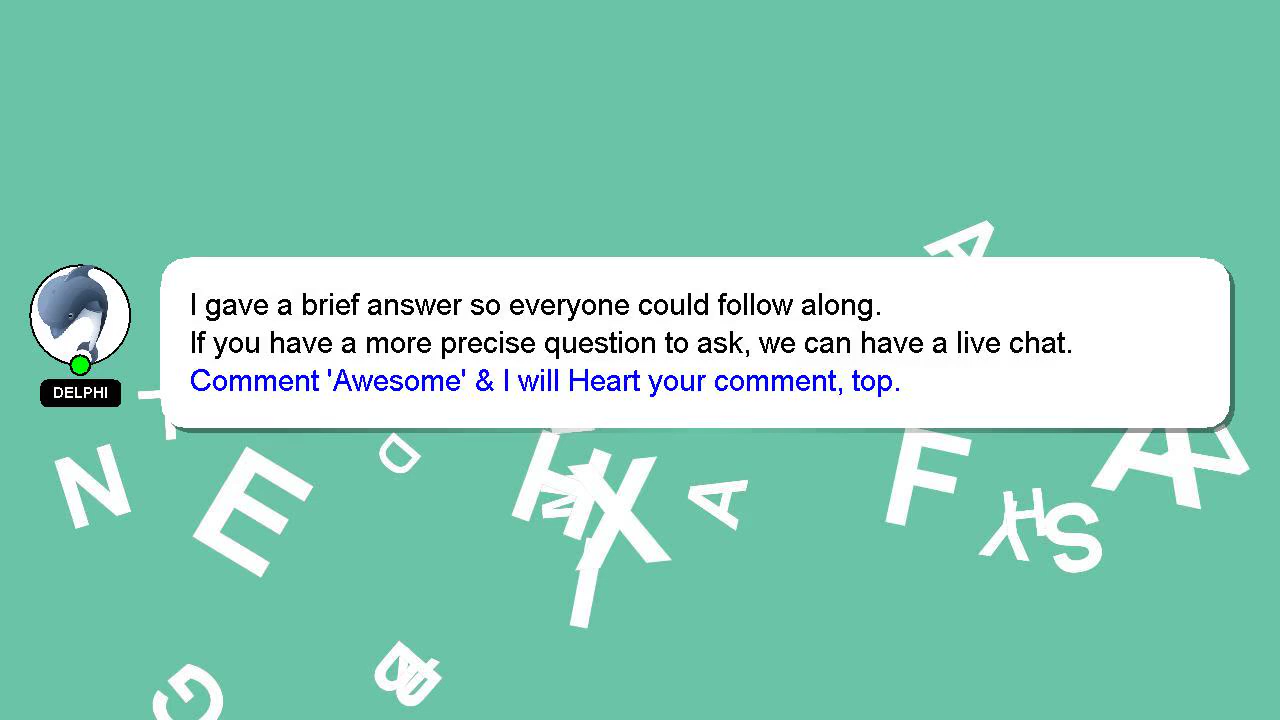 A
I gave a brief answer so everyone could follow along.
If you have a more precise question to ask, we can have a live chat.
Comment 'Awesome' & I will Heart your comment, top.
DELPHI
N
E
D
X
A
F
S
G